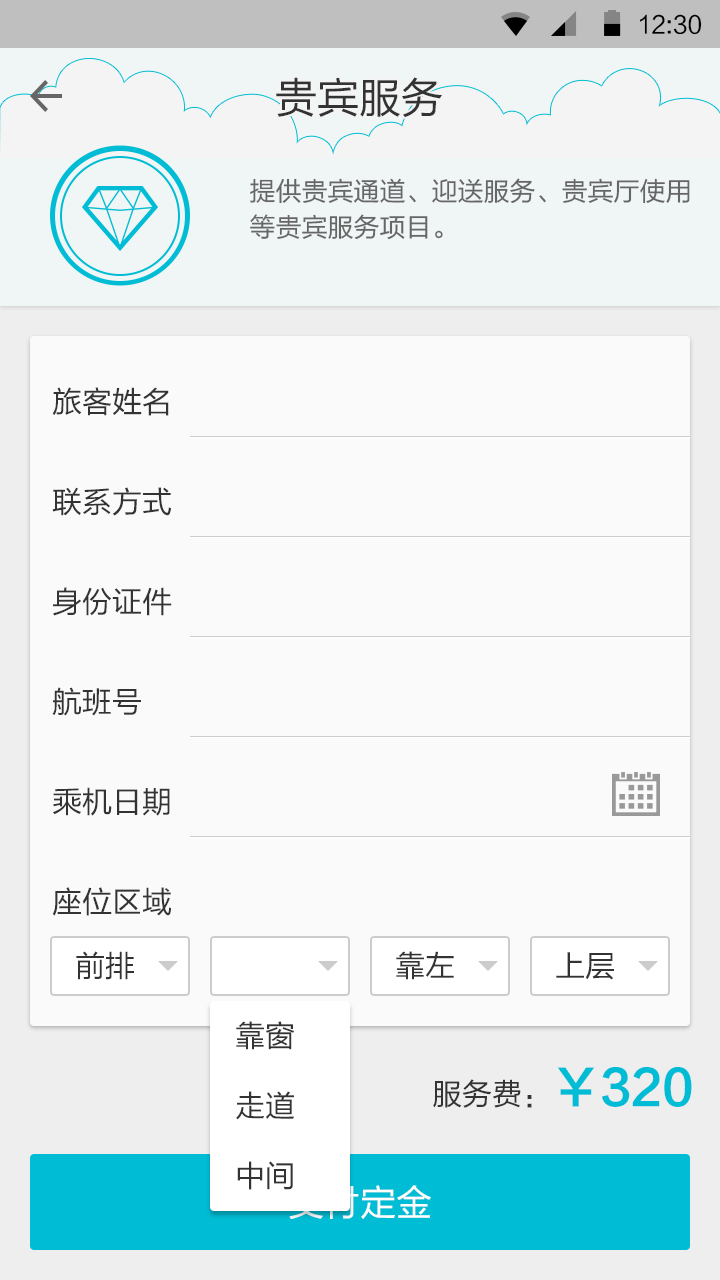 12:30
贵宾服务
提供贵宾通道、迎送服务、贵宾厅使用
等贵宾服务项目。
旅客姓名
联系方式
身份证件
航班号
乘机日期
座位区域
前排 靠左 上层
靠窗
走道
中间
服务费：￥320
支付定金